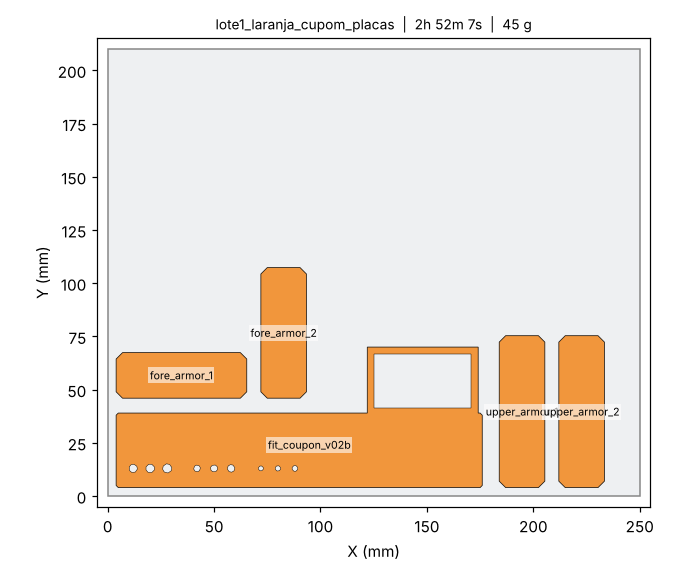 lote1_laranja_cupom_placas | 2h 52m 7s | 45 g
Y (mm)
200
175
150
125
100
75
50
25
0
fore_armor_2
fore_armor_1
upper_armor_2
fit_coupon_v02b
0 50 100 150 200 250
X (mm)